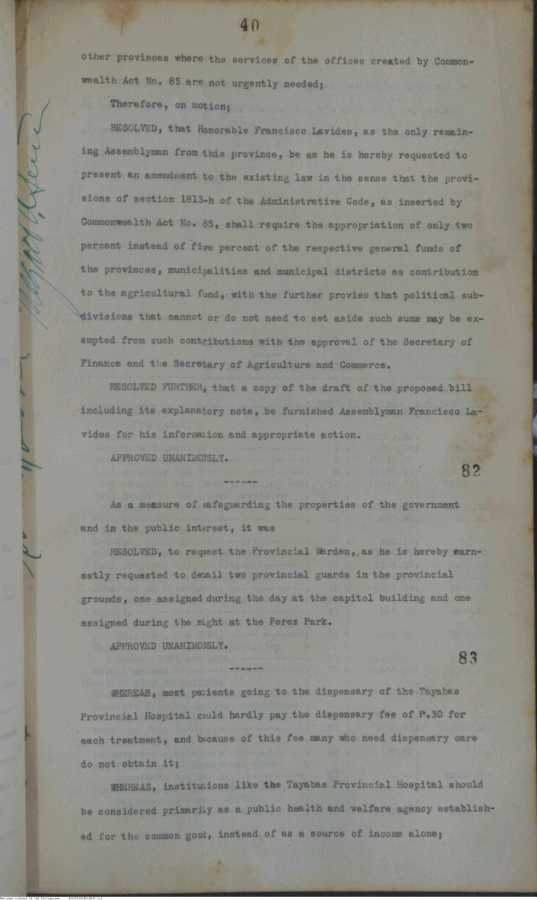 40
other provinces where the services of the offices created by Common-
wealth Act No. 85 are not urgently needed;
Therefore, on motion;
RESOLVED, that Honorable Francisco Lavides, as the only remain-
ing Assemblyman from this province, be as he is hereby requested to
present an amendment to the existing law in the sense that the provi-
sions of section 1813-h of the Administrative Code, as inserted by
Commonwealth Act No. 85, shall require the appropriation of only two
percent instead of five percent of the respective general funds of
the provinces, municipalities and municipal districts as contribution
to the agricultural fund, with the further proviso that political sub-
divisions that cannot or do not need to set aside such sums may be ex-
empted from such contributions with the approval of the Secretary of
Finance and the Secretary of Agriculture and Commerce.
RESOLVED FURTHER, that a copy of the draft of the proposed bill
including its explanatory note, be furnished Assemblyman Francisco La-
vides for his information and appropriate action.
APPROVED UNANIMOUSLY.
82
------
As a measure of safeguarding the properties of the government
and in the public interest, it was
RESOLVED, to request the Provincial Warden, as he is hereby earn-
estly requested to detail two provincial guards in the provincial
grounds, one assigned during the day at the capitol building and one
assigned during the night at the Perez Park.
APPROVED UNANIMOUSLY.
83
------
WHEREAS, most patients going to the dispensary of the Tayabas
Provincial Hospital could hardly pay the dispensary fee of ₱.30 for
each treatment, and because of this fee many who need dispensary care
do not obtain it;
WHEREAS, institutions like the Tayabas Provincial Hospital should
be considered primarily as a public health and welfare agency establish-
ed for the common good, instead of as a source of income alone;